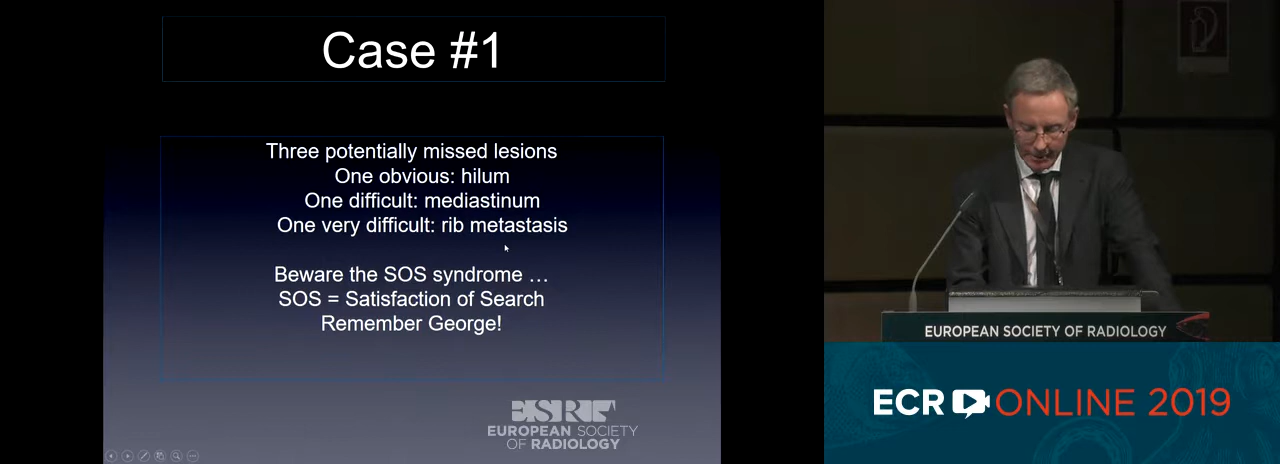 Case #1
Three potentially missed lesions
One obvious: hilum
One difficult: mediastinum
One very difficult: rib metastasis
Beware the SOS syndrome …
SOS = Satisfaction of Search
Remember George!
ESRF
EUROPEAN SOCIETY
OF RADIOLOGY
EUROPEAN SOCIETY OF RADIOLOGY
ECR ONLINE 2019